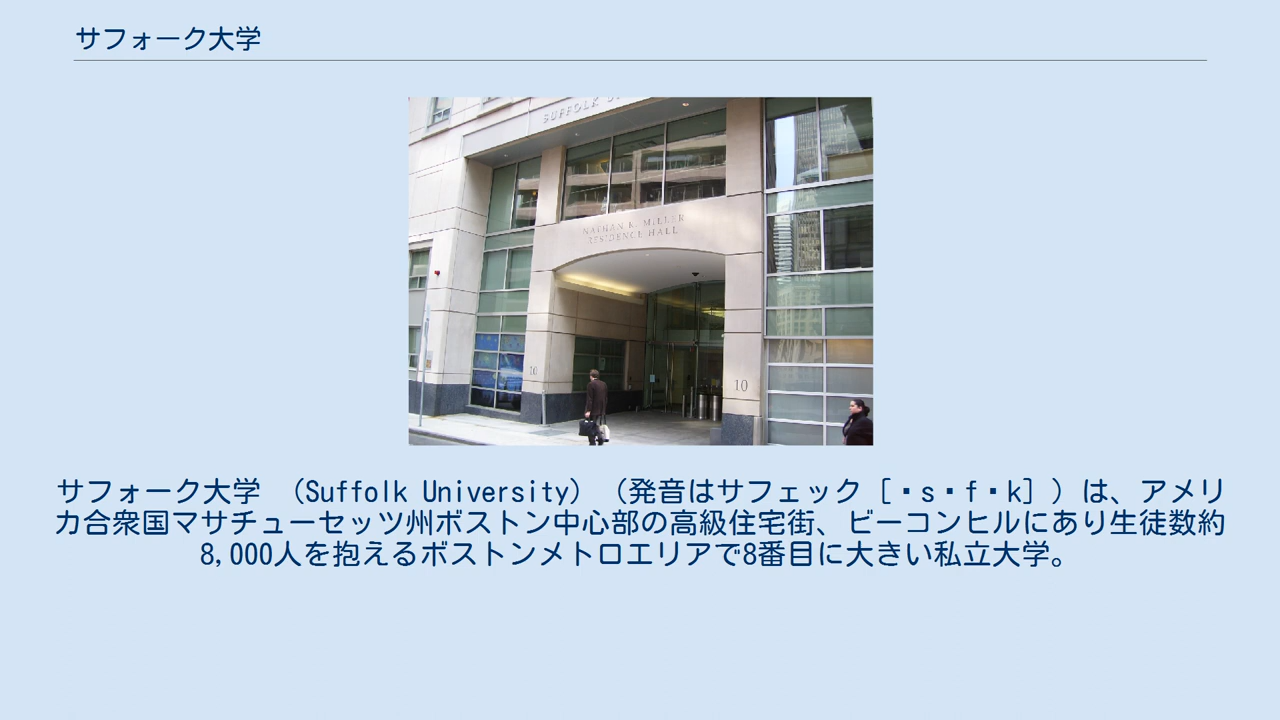 サフォーク大学
SUFFOLK
NATHAN R. MILLER
RESIDENCE HALL
10
10
サフォーク大学 （Suffolk University）（発音はサフェック［▪s▪f▪k］）は、アメリ
カ合衆国マサチューセッツ州ボストン中心部の高級住宅街、ビーコンヒルにあり生徒数約
8,000人を抱えるボストンメトロエリアで8番目に大きい私立大学。